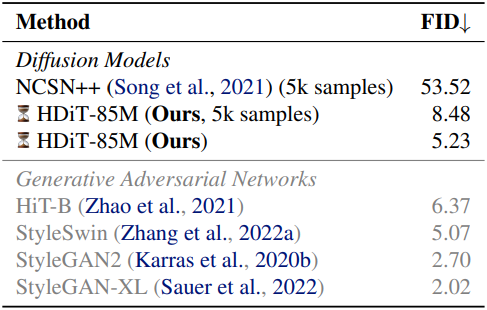 Method FID↓
Diffusion Models
NCSN++ (Song et al., 2021) (5k samples) 53.52
⏳ HDiT-85M (Ours, 5k samples) 8.48
⏳ HDiT-85M (Ours) 5.23
Generative Adversarial Networks
HiT-B (Zhao et al., 2021) 6.37
StyleSwin (Zhang et al., 2022a) 5.07
StyleGAN2 (Karras et al., 2020b) 2.70
StyleGAN-XL (Sauer et al., 2022) 2.02